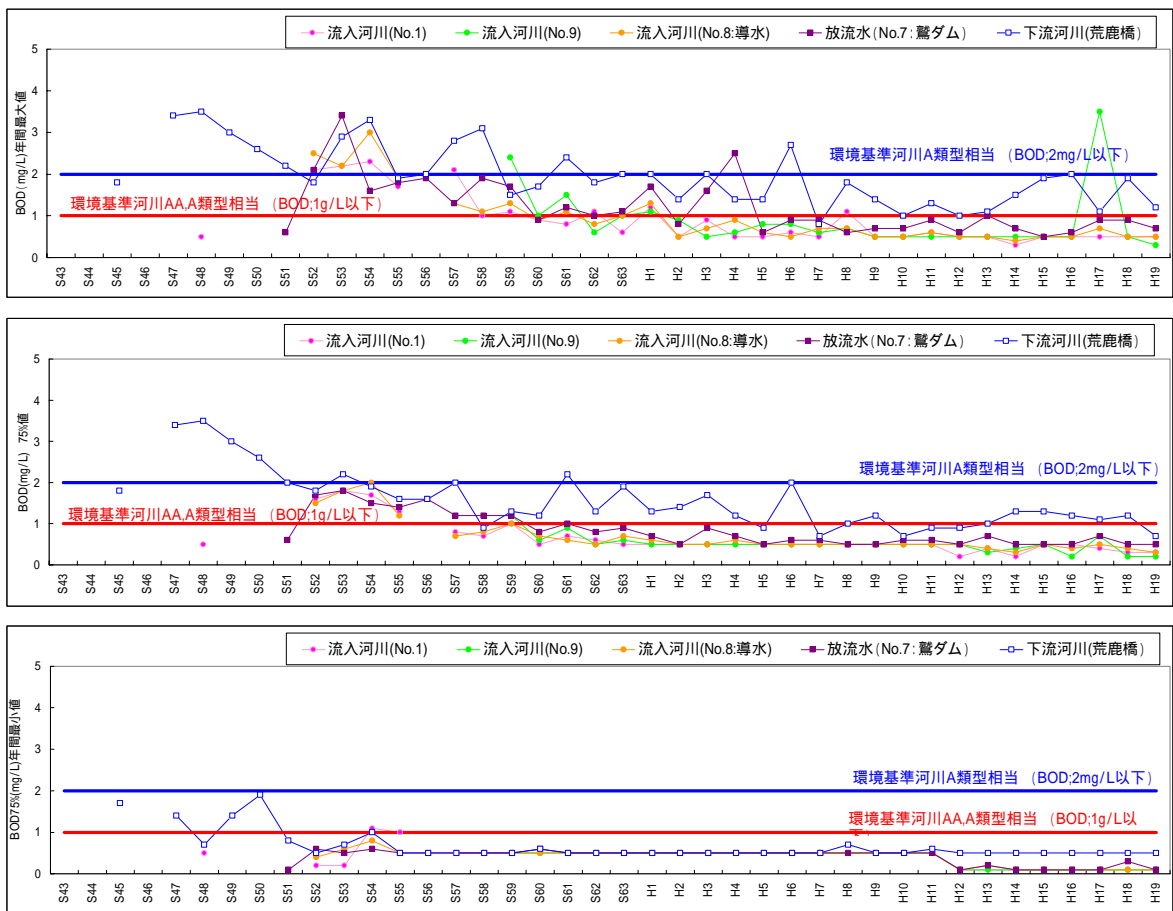 流入河川(No.1) 流入河川(No.9) 流入河川(No.8:導水) 放流水(No.7:鷲ダム) 下流河川(荒鹿橋)
BOD(mg/L)年間最大値
5
4
3
2
1
0
環境基準河川A類型相当 (BOD;2mg/L以下)
環境基準河川AA,A類型相当 (BOD;1g/L以下)
S43 S44 S45 S46 S47 S48 S49 S50 S51 S52 S53 S54 S55 S56 S57 S58 S59 S60 S61 S62 S63 H1 H2 H3 H4 H5 H6 H7 H8 H9 H10 H11 H12 H13 H14 H15 H16 H17 H18 H19
流入河川(No.1) 流入河川(No.9) 流入河川(No.8:導水) 放流水(No.7:鷲ダム) 下流河川(荒鹿橋)
BOD(mg/L) 75%値
5
4
3
2
1
0
環境基準河川A類型相当 (BOD;2mg/L以下)
環境基準河川AA,A類型相当 (BOD;1g/L以下)
S43 S44 S45 S46 S47 S48 S49 S50 S51 S52 S53 S54 S55 S56 S57 S58 S59 S60 S61 S62 S63 H1 H2 H3 H4 H5 H6 H7 H8 H9 H10 H11 H12 H13 H14 H15 H16 H17 H18 H19
流入河川(No.1) 流入河川(No.9) 流入河川(No.8:導水) 放流水(No.7:鷲ダム) 下流河川(荒鹿橋)
BOD75%(mg/L)年間最小値
5
4
3
2
1
0
環境基準河川A類型相当 (BOD;2mg/L以下)
環境基準河川AA,A類型相当 (BOD;1g/L以
S43 S44 S45 S46 S47 S48 S49 S50 S51 S52 S53 S54 S55 S56 S57 S58 S59 S60 S61 S62 S63 H1 H2 H3 H4 H5 H6 H7 H8 H9 H10 H11 H12 H13 H14 H15 H16 H17 H18 H19